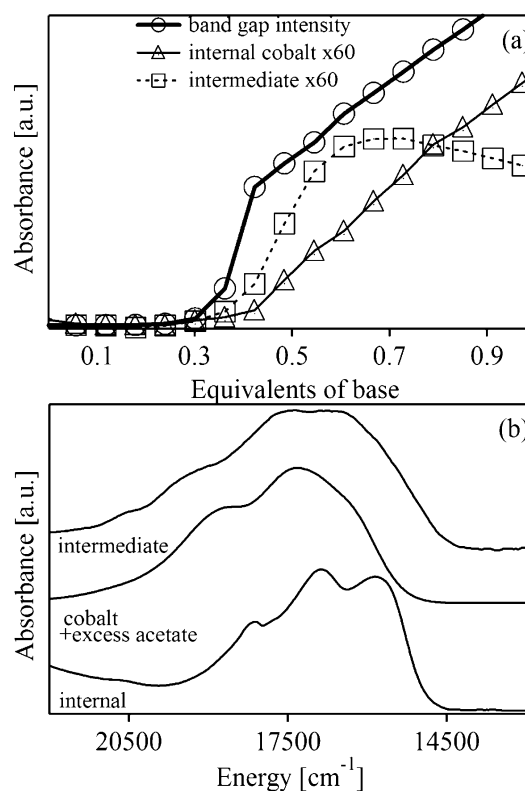 band gap intensity
(a)
internal cobalt x60
intermediate x60
Absorbance [a.u.]
0.1 0.3 0.5 0.7 0.9
Equivalents of base
(b)
Absorbance [a.u.]
intermediate
cobalt
+excess acetate
internal
20500 17500 14500
Energy [cm-1]